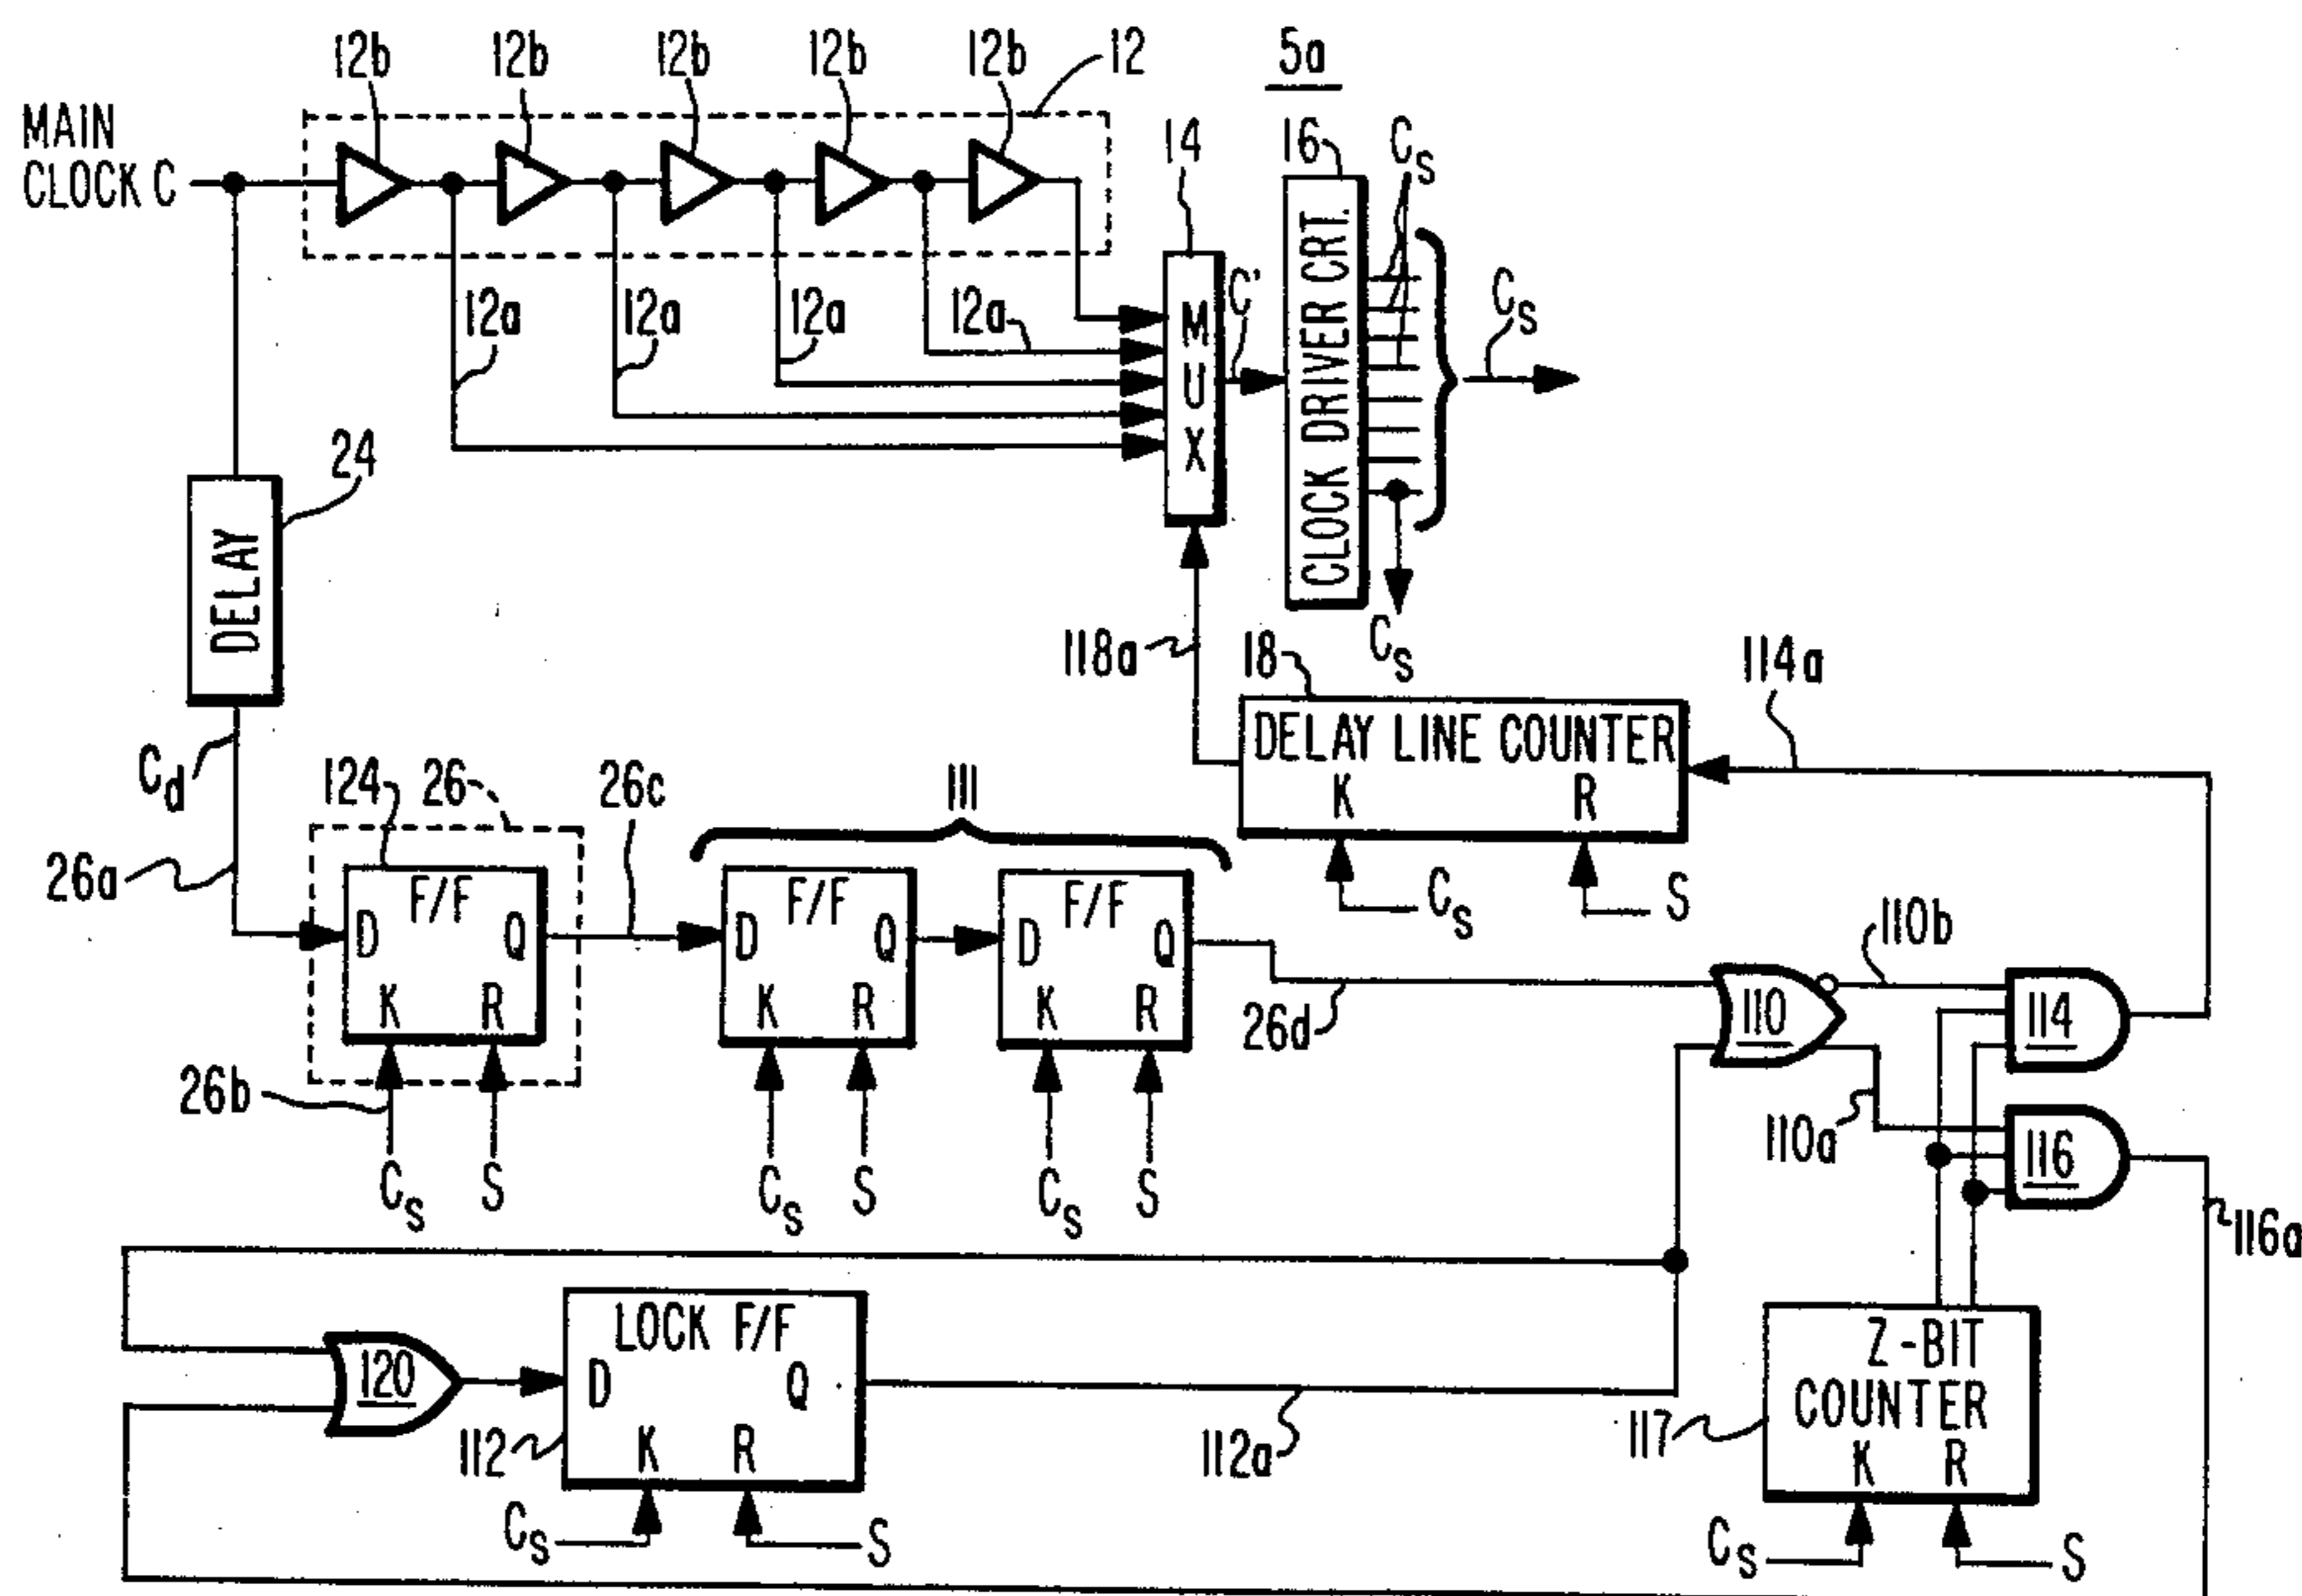 12b
12b
12b
12b
12b
12
5a
MAIN
CLOCK C
14
16
Cs
12a
12a
12a
12a
MUX
C'
CLOCK DRIVER CRT.
Cs
24
DELAY
Cs
118a
18
114a
DELAY LINE COUNTER
K
R
Cd
124
26
26c
111
26a
F/F
D
Q
K
R
F/F
D
Q
K
R
F/F
D
Q
K
R
Cs
S
110b
26d
110
114
26b
110a
116
Cs
S
Cs
S
Cs
S
116a
LOCK F/F
D
Q
K
R
120
Z-BIT
COUNTER
K
R
112
112a
117
Cs
S
Cs
S